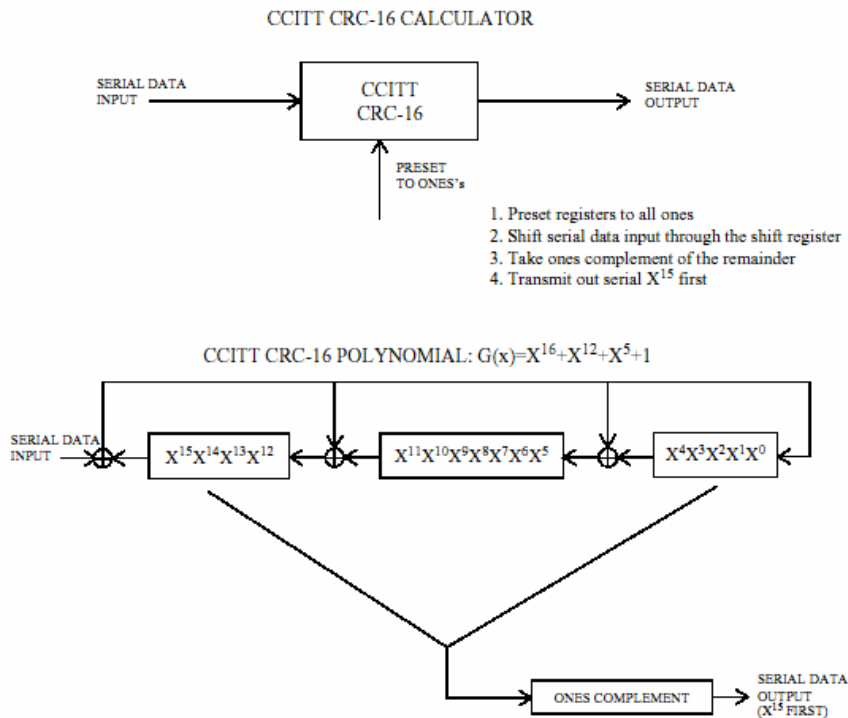 CCITT CRC-16 CALCULATOR
SERIAL DATA
INPUT
CCITT
CRC-16
SERIAL DATA
OUTPUT
PRESET
TO ONES's
1. Preset registers to all ones
2. Shift serial data input through the shift register
3. Take ones complement of the remainder
4. Transmit out serial X¹⁵ first
CCITT CRC-16 POLYNOMIAL: G(x)=X¹⁶+X¹²+X⁵+1
SERIAL DATA
INPUT
X¹⁵X¹⁴X¹³X¹²
X¹¹X¹⁰X⁹X⁸X⁷X⁶X⁵
X⁴X³X²X¹X⁰
ONES COMPLEMENT
SERIAL DATA
OUTPUT
(X¹⁵ FIRST)